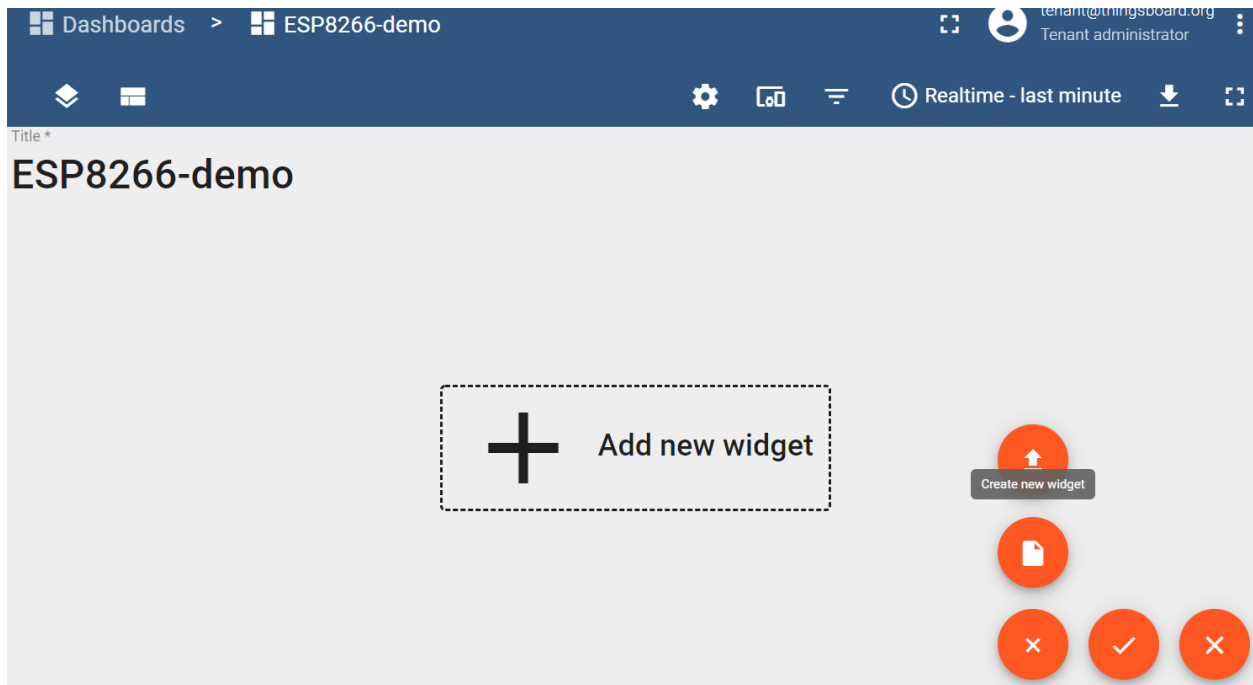 Dashboards > ESP8266-demo
tenant@thingsboard.org
Tenant administrator
Realtime - last minute
Title *
ESP8266-demo
Add new widget
Create new widget